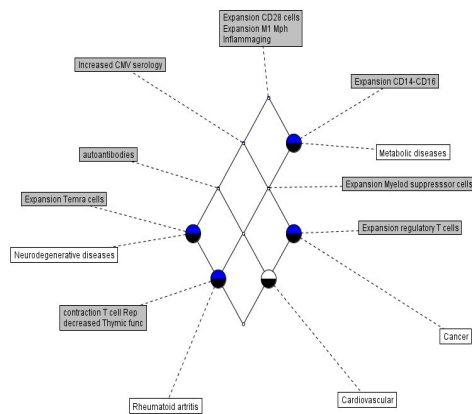 Expansion CD28 cells
Expansion M1 Mph
Inflammaging
Increased CMV serology
Expansion CD14-CD16
Metabolic diseases
autoantibodies
Expansion Myelod suppresssor cells
Expansion Temra cells
Expansion regulatory T cells
Neurodegenerative diseases
contraction T cell Rep
decreased Thymic func
Cancer
Rheumatoid artritis
Cardiovascular